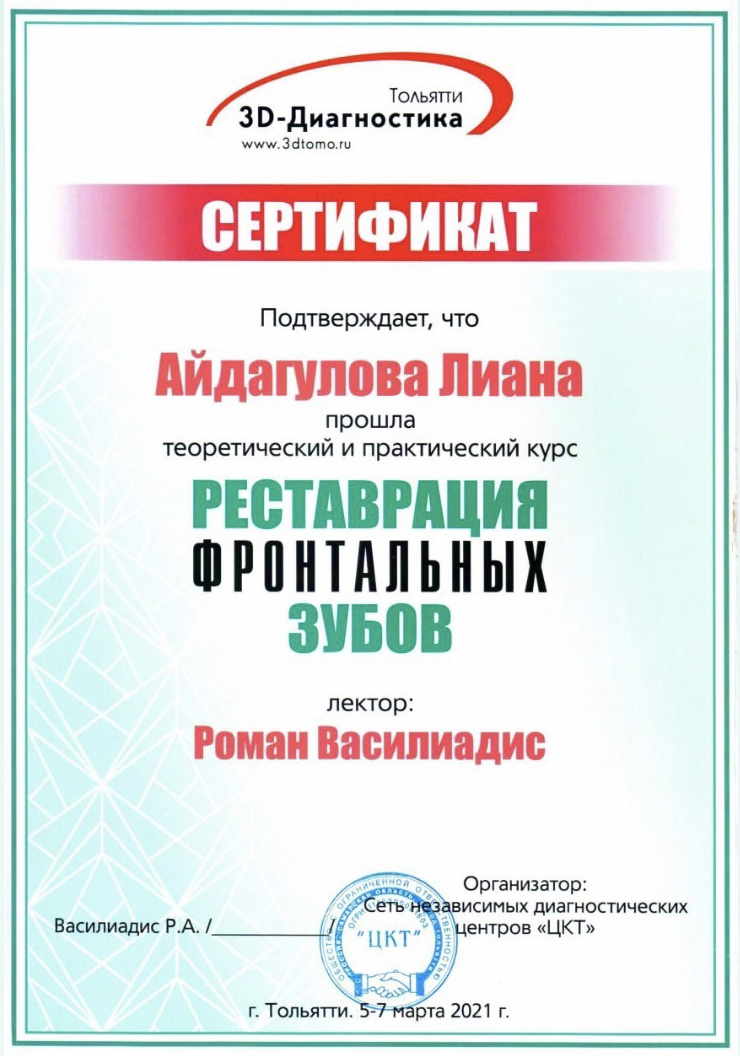 Тольятти
3D-Диагностика
www.3dtomo.ru
СЕРТИФИКАТ
Подтверждает, что
Айдагулова Лиана
прошла
теоретический и практический курс
РЕСТАВРАЦИЯ
ФРОНТАЛЬНЫХ
ЗУБОВ
лектор:
Роман Василиадис
Организатор:
Сеть независимых диагностических
центров «ЦКТ»
Василиадис Р.А. /____________/
ОБЩЕСТВО С ОГРАНИЧЕННОЙ ОТВЕТСТВЕННОСТЬЮ
"ЦКТ"
г. Тольятти. 5-7 марта 2021 г.